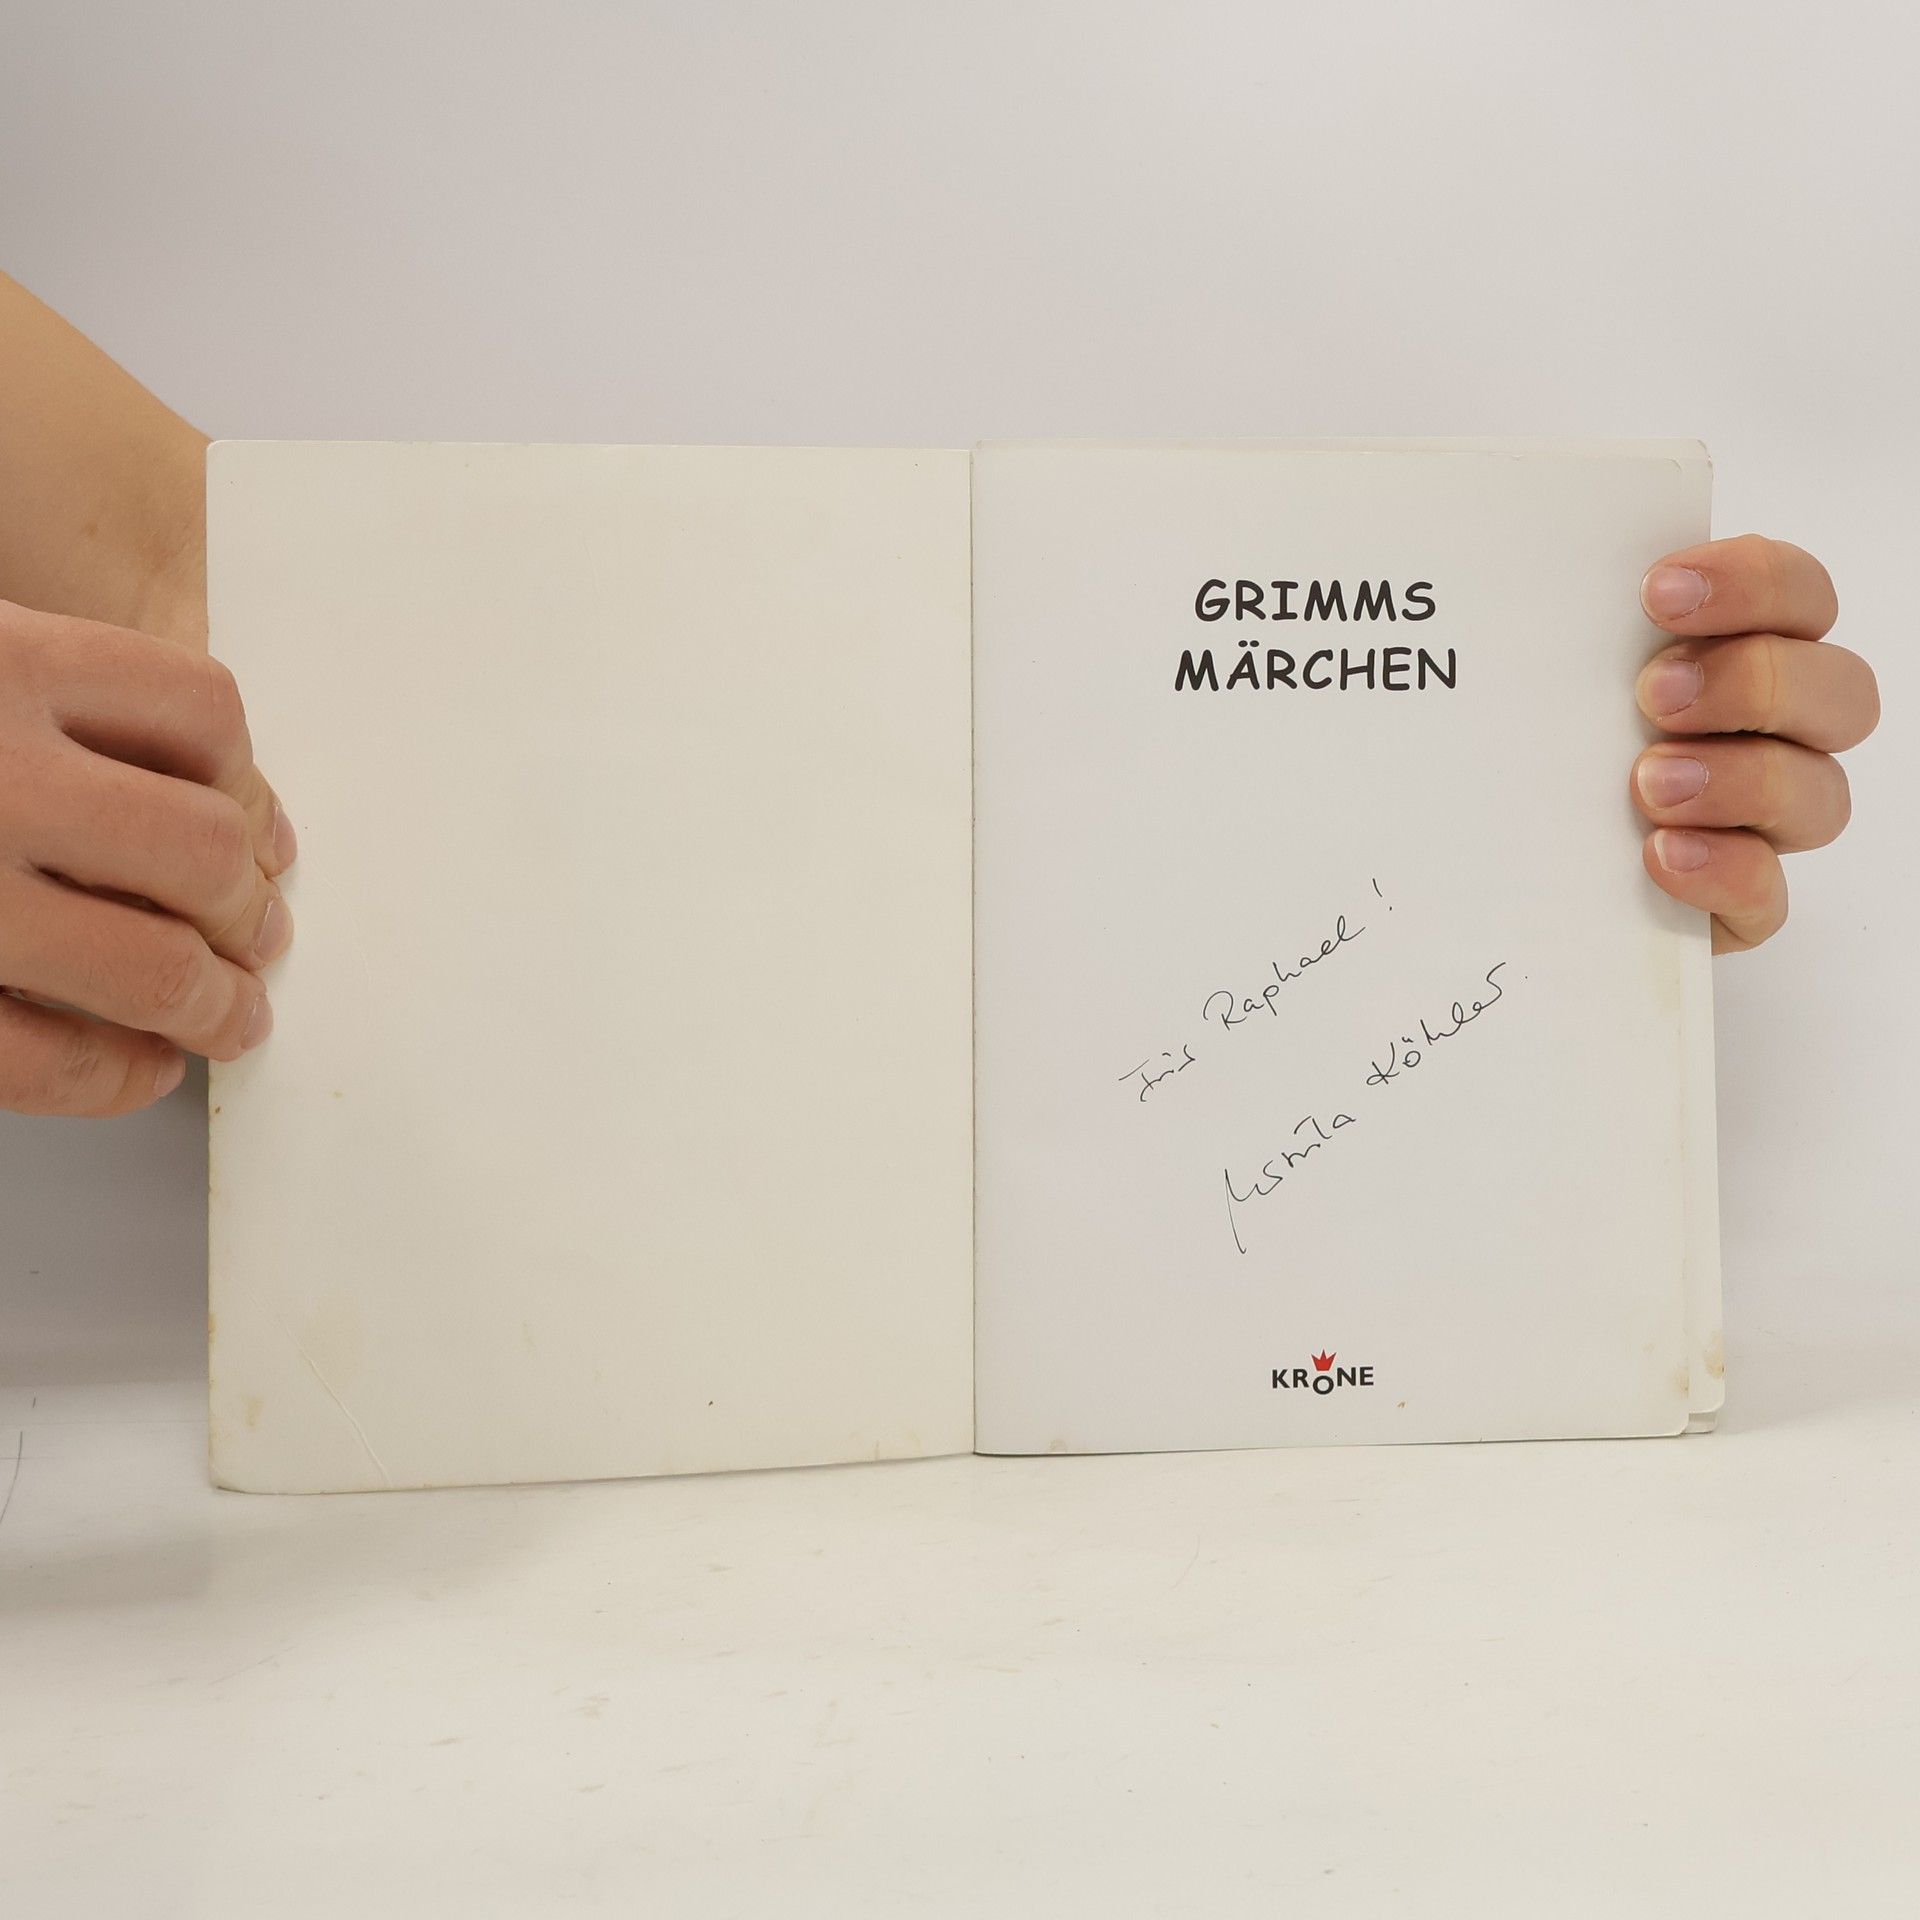 GRIMMS
MÄRCHEN
Für Raphael!
Köhler
KRONE